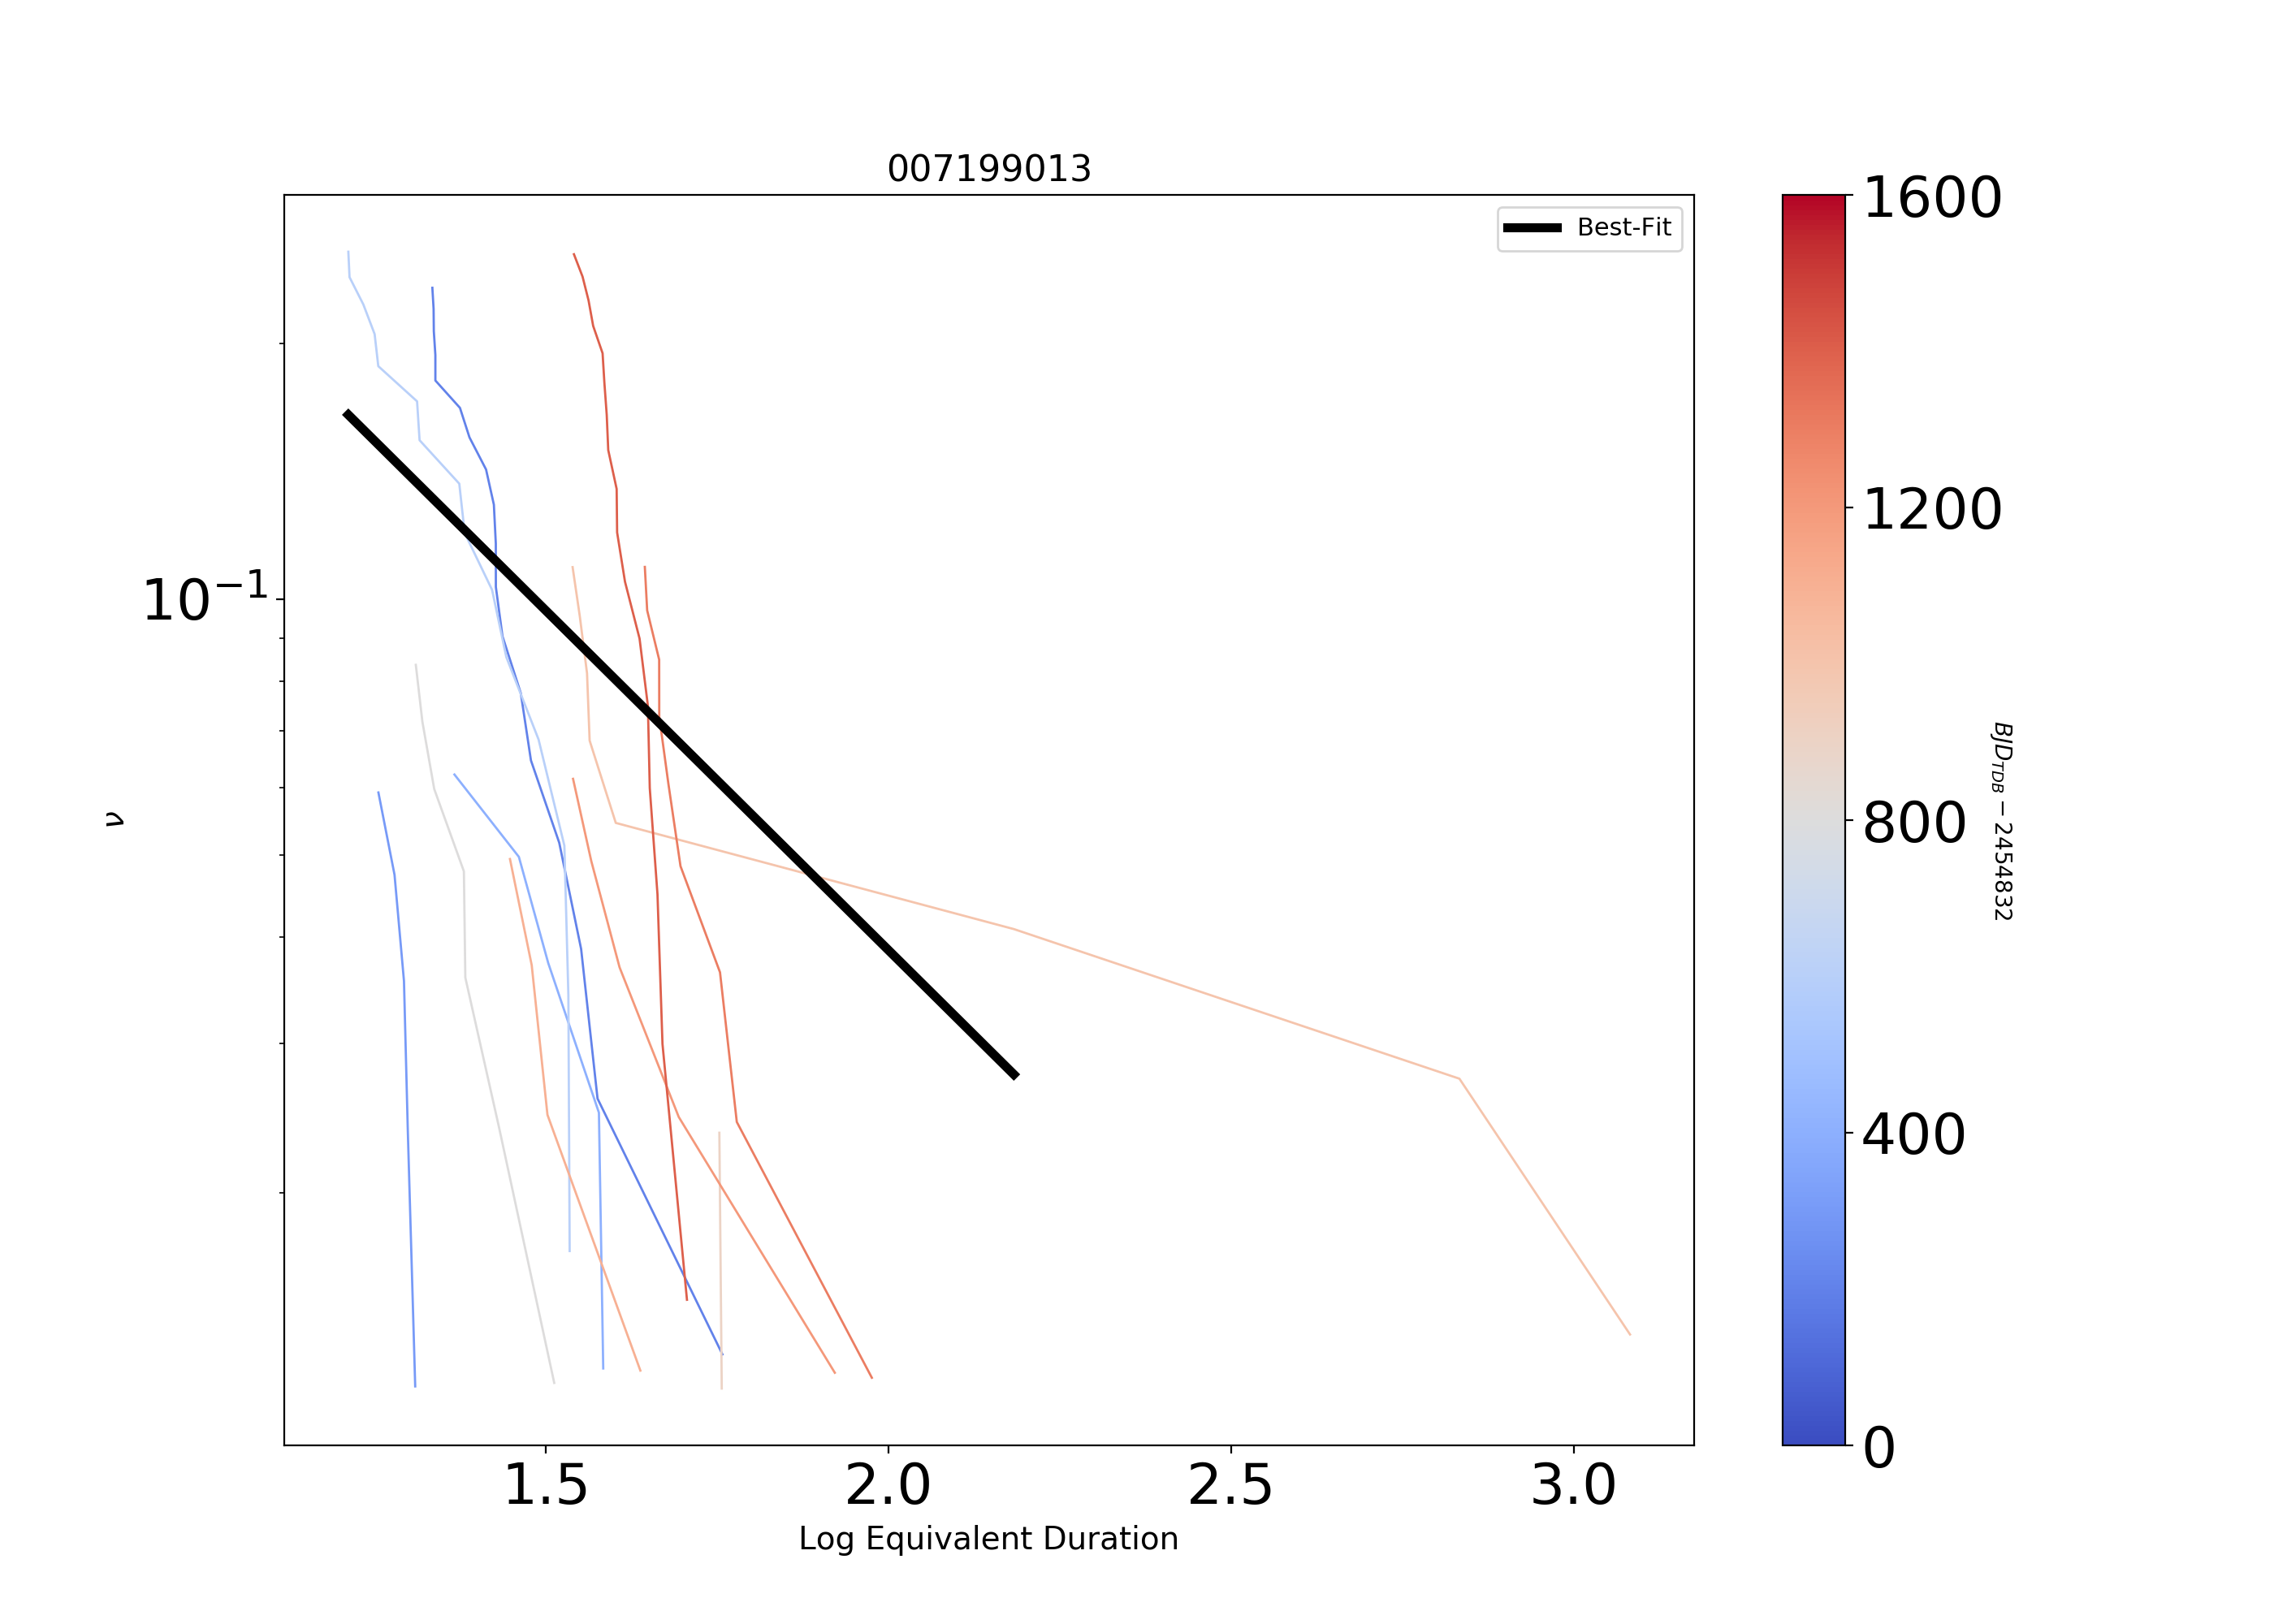 007199013
Best-Fit
10⁻¹
ν
1.5 2.0 2.5 3.0
Log Equivalent Duration
1600
1200
800
400
0
BJD_TDB − 2454832